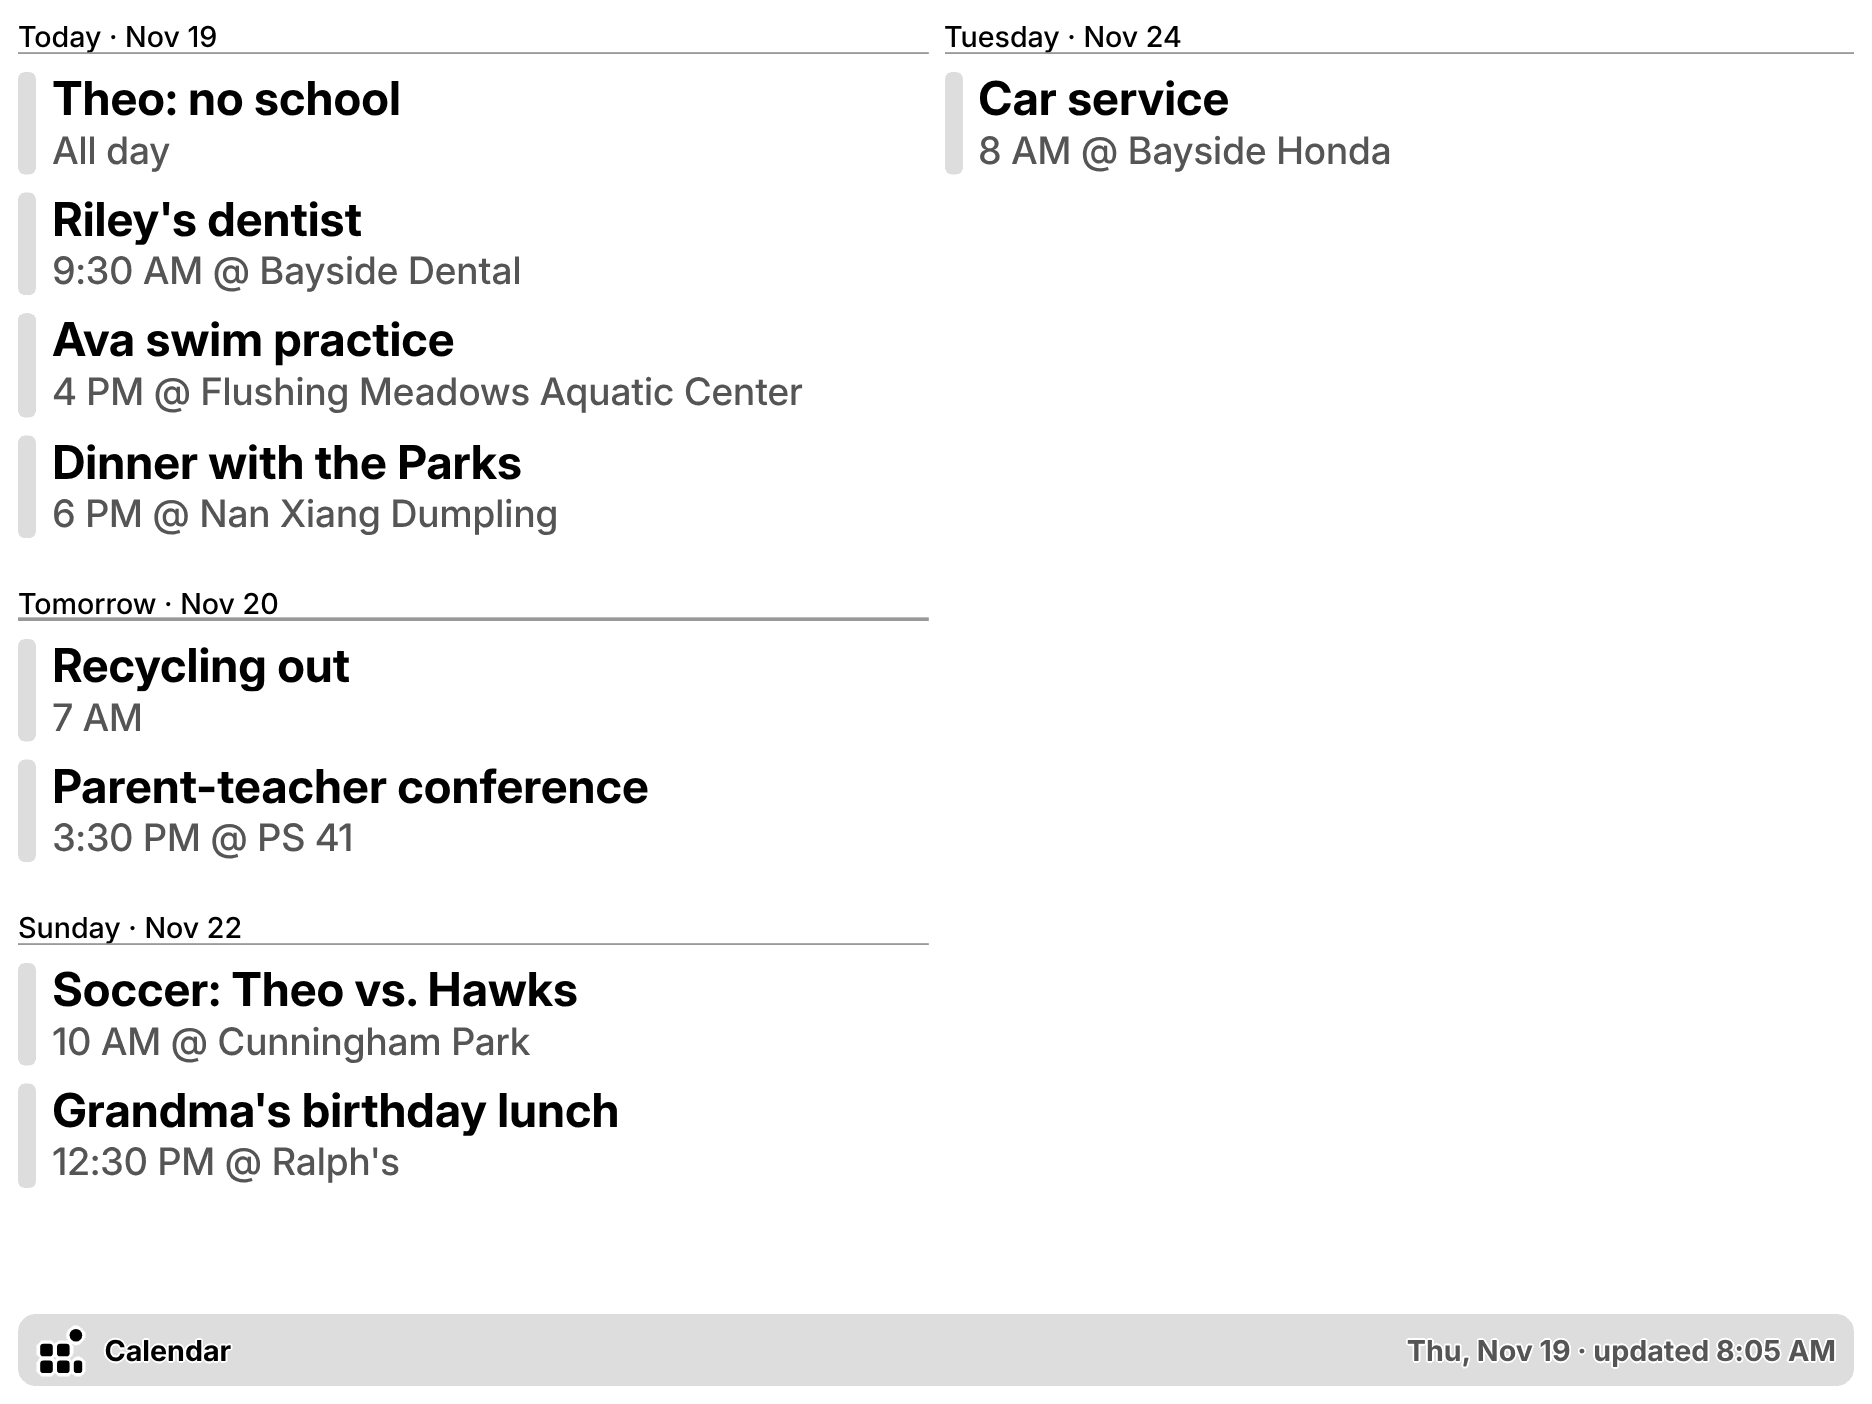 Today · Nov 19
Theo: no school
All day
Riley's dentist
9:30 AM @ Bayside Dental
Ava swim practice
4 PM @ Flushing Meadows Aquatic Center
Dinner with the Parks
6 PM @ Nan Xiang Dumpling
Tomorrow · Nov 20
Recycling out
7 AM
Parent-teacher conference
3:30 PM @ PS 41
Sunday · Nov 22
Soccer: Theo vs. Hawks
10 AM @ Cunningham Park
Grandma's birthday lunch
12:30 PM @ Ralph's
Tuesday · Nov 24
Car service
8 AM @ Bayside Honda
Calendar
Thu, Nov 19 · updated 8:05 AM